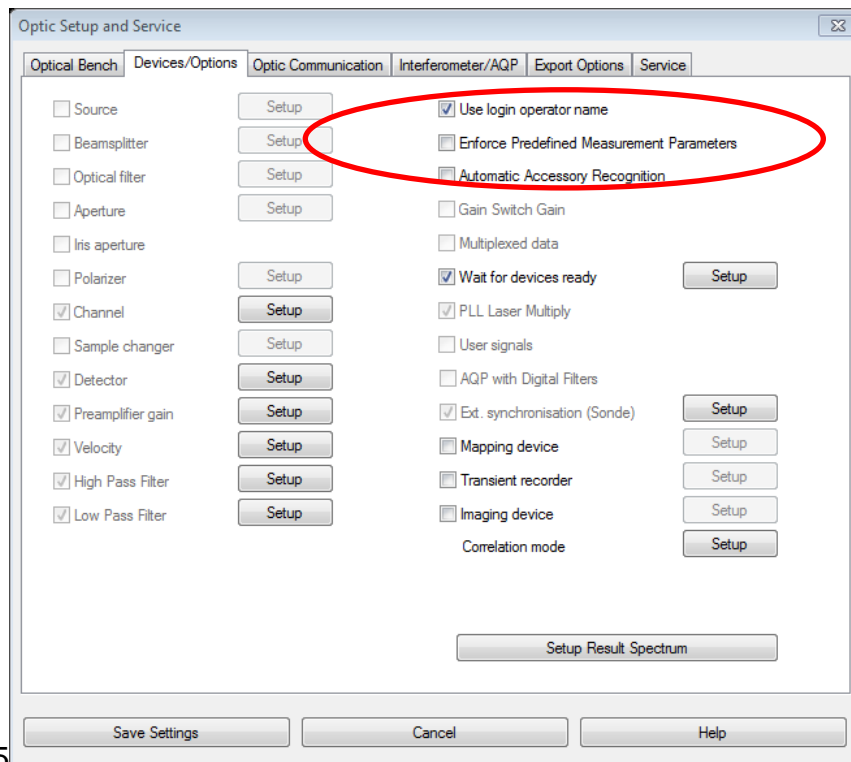 Optic Setup and Service
Optical Bench Devices/Options Optic Communication Interferometer/AQP Export Options Service
Source Setup
Beamsplitter Setup
Optical filter Setup
Aperture Setup
Iris aperture
Polarizer Setup
Channel Setup
Sample changer Setup
Detector Setup
Preamplifier gain Setup
Velocity Setup
High Pass Filter Setup
Low Pass Filter Setup
Use login operator name
Enforce Predefined Measurement Parameters
Automatic Accessory Recognition
Gain Switch Gain
Multiplexed data
Wait for devices ready Setup
PLL Laser Multiply
User signals
AQP with Digital Filters
Ext. synchronisation (Sonde) Setup
Mapping device Setup
Transient recorder Setup
Imaging device Setup
Correlation mode Setup
Setup Result Spectrum
Save Settings Cancel Help
5